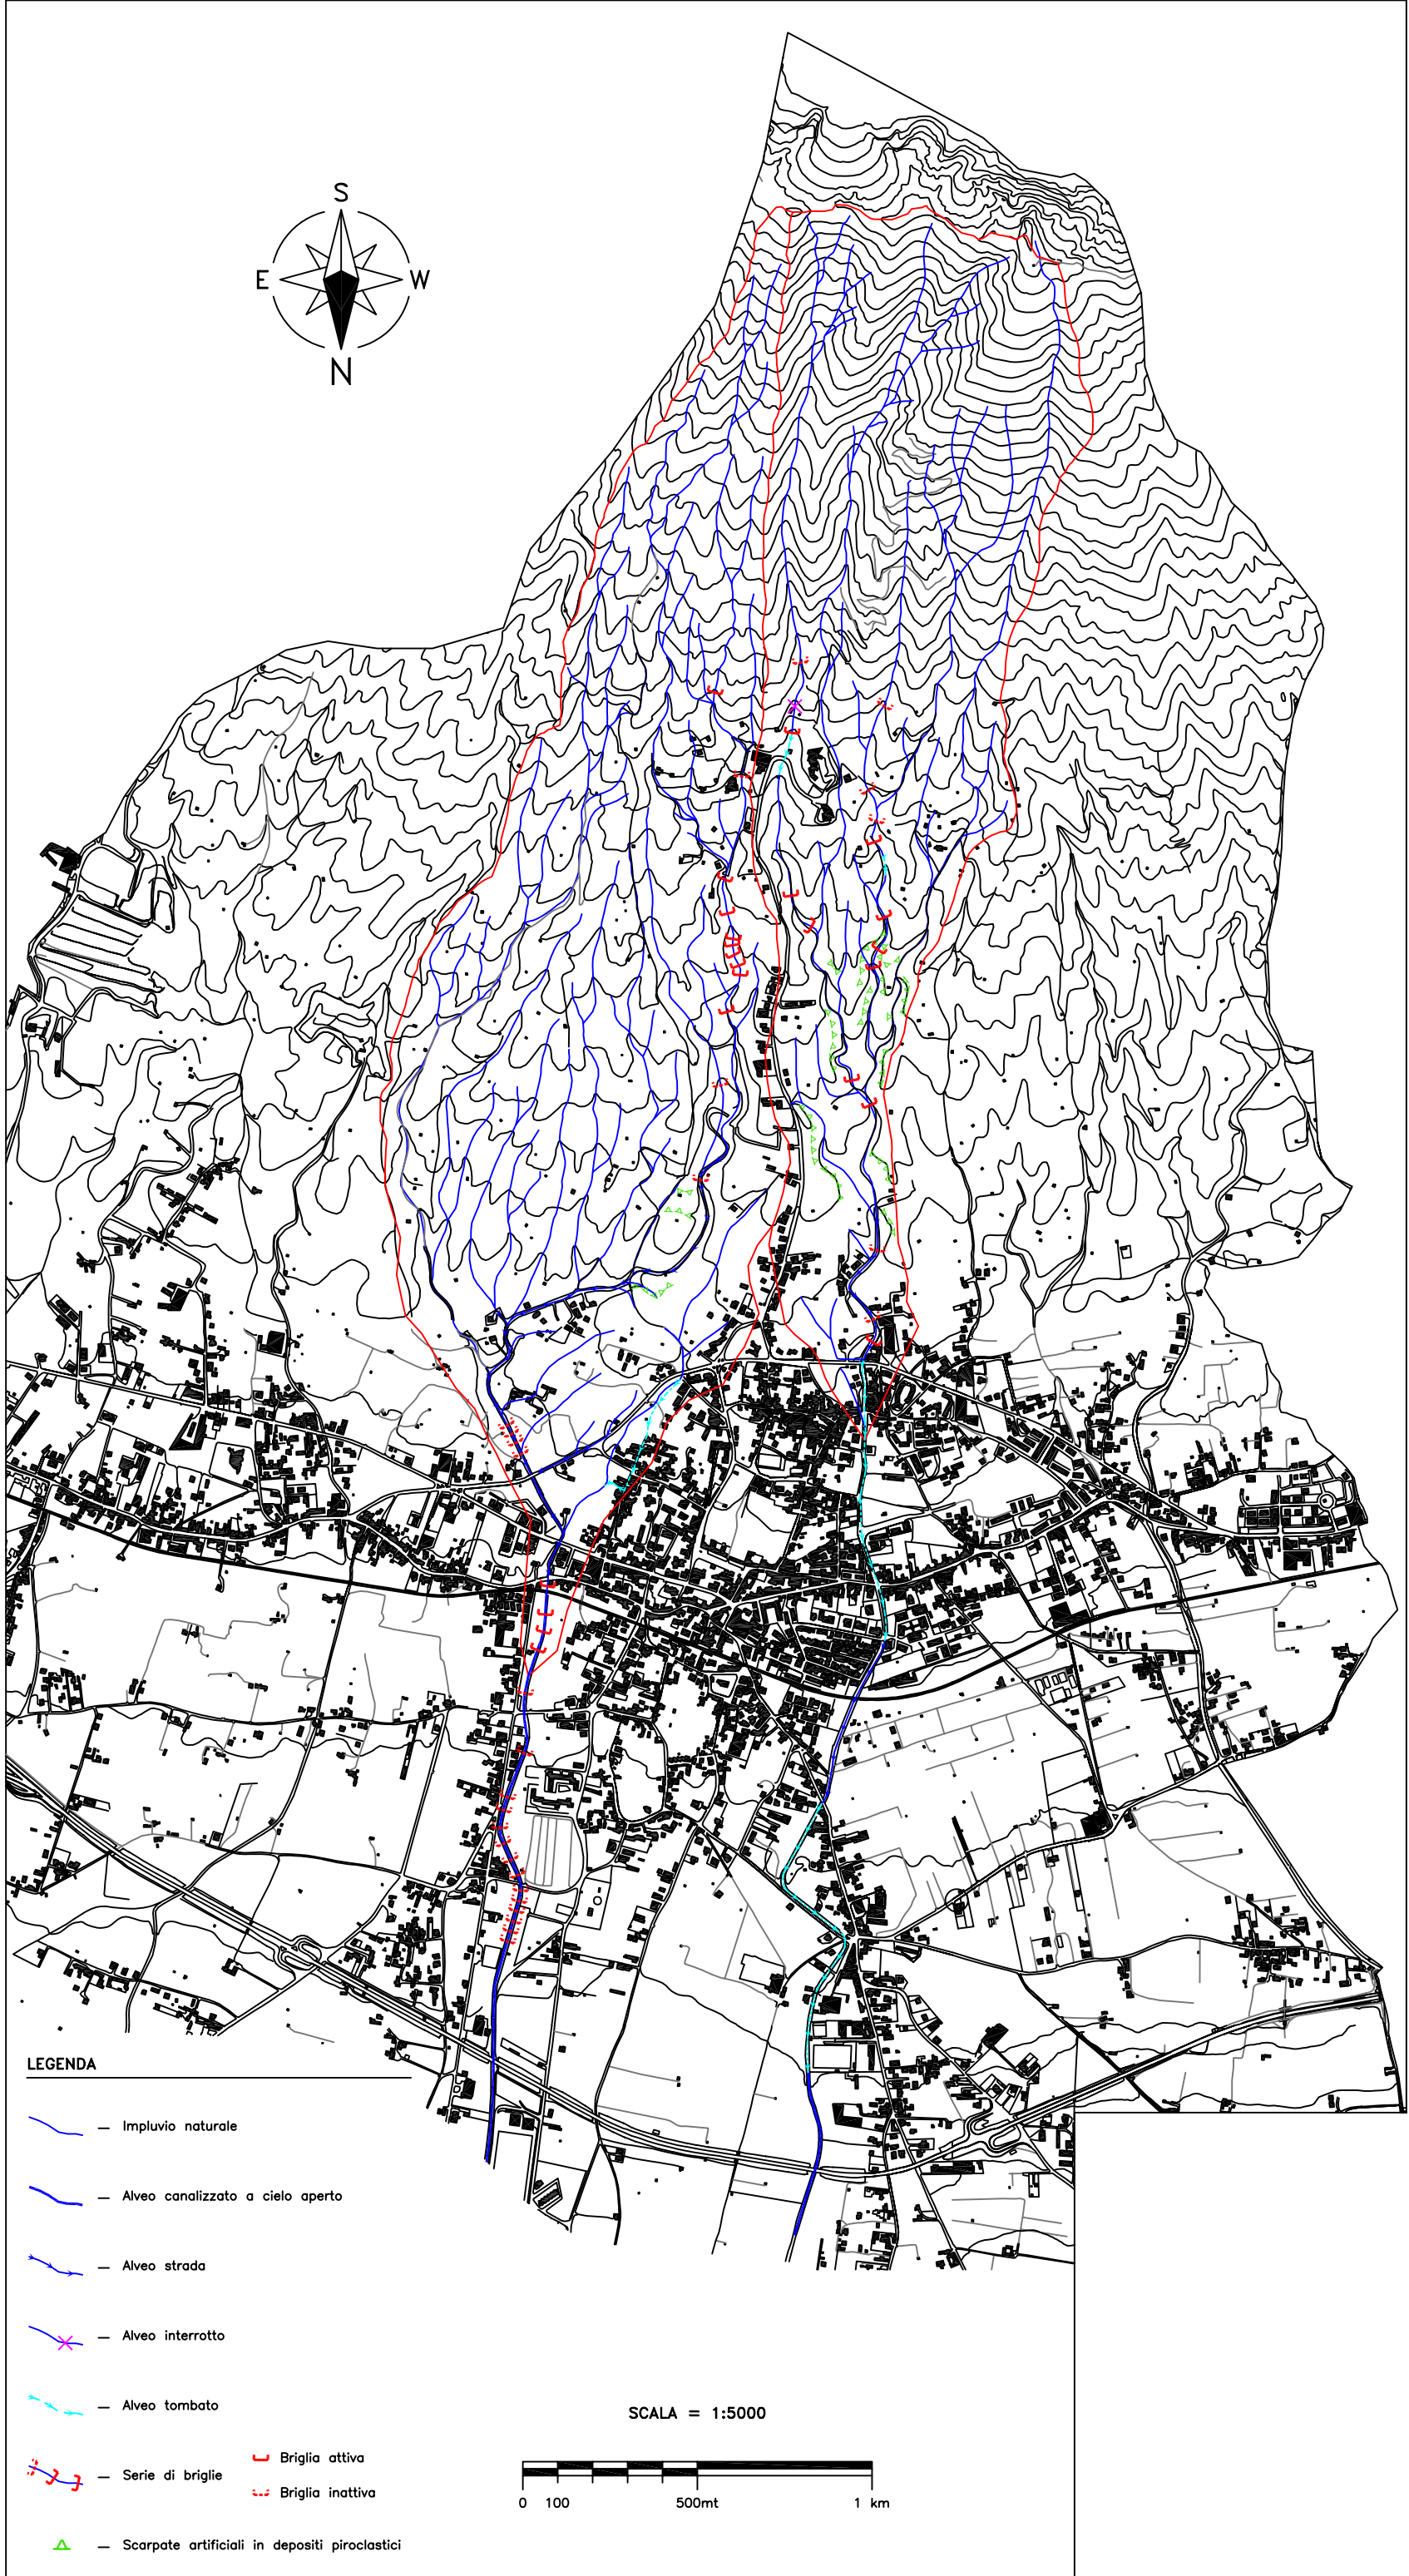 S
E W
N
LEGENDA
— Impluvio naturale
— Alveo canalizzato a cielo aperto
— Alveo strada
— Alveo interrotto
— Alveo tombato
— Serie di briglie
Briglia attiva
Briglia inattiva
— Scarpate artificiali in depositi piroclastici
SCALA = 1:5000
0 100 500mt 1 km